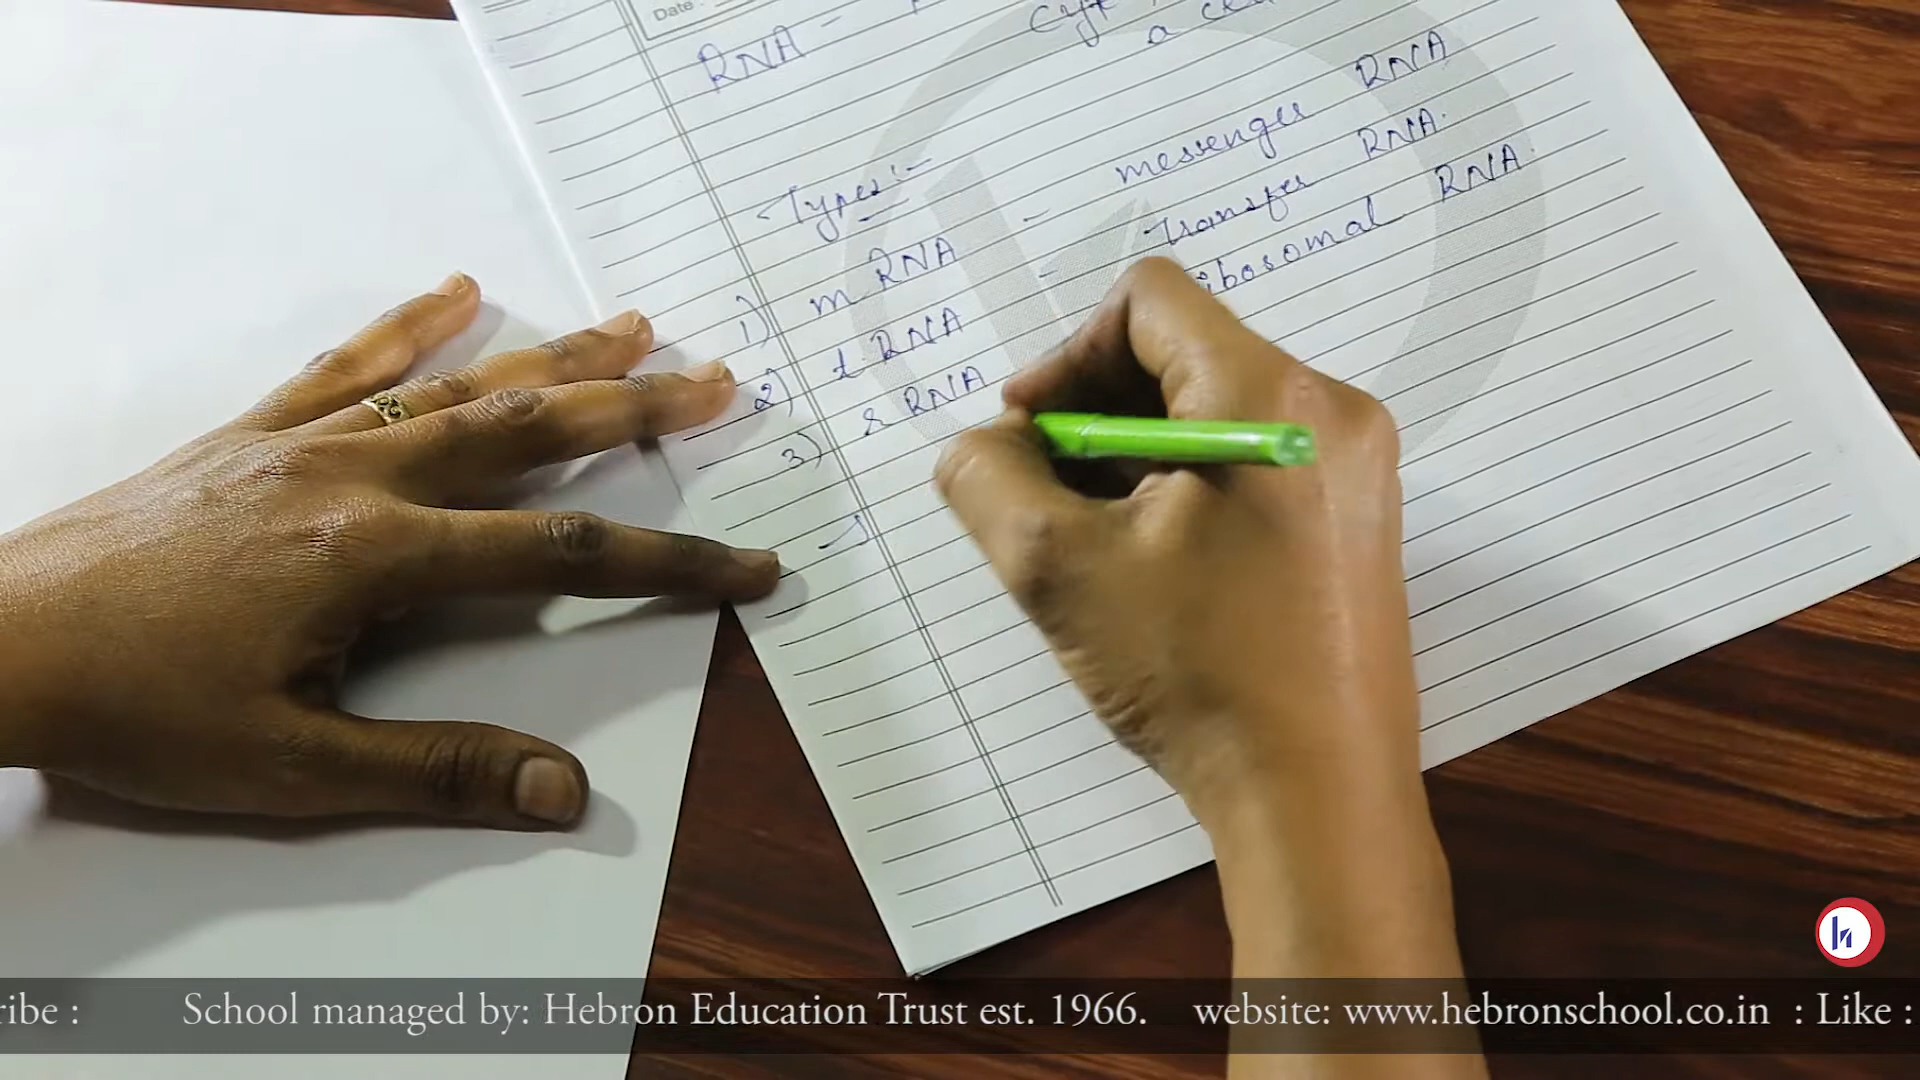 Date :
RNA -
a
Types :-
1) m RNA - messenger RNA
2) t RNA - Transfer RNA.
3) r RNA ribosomal RNA
ribe : School managed by: Hebron Education Trust est. 1966. website: www.hebronschool.co.in : Like :